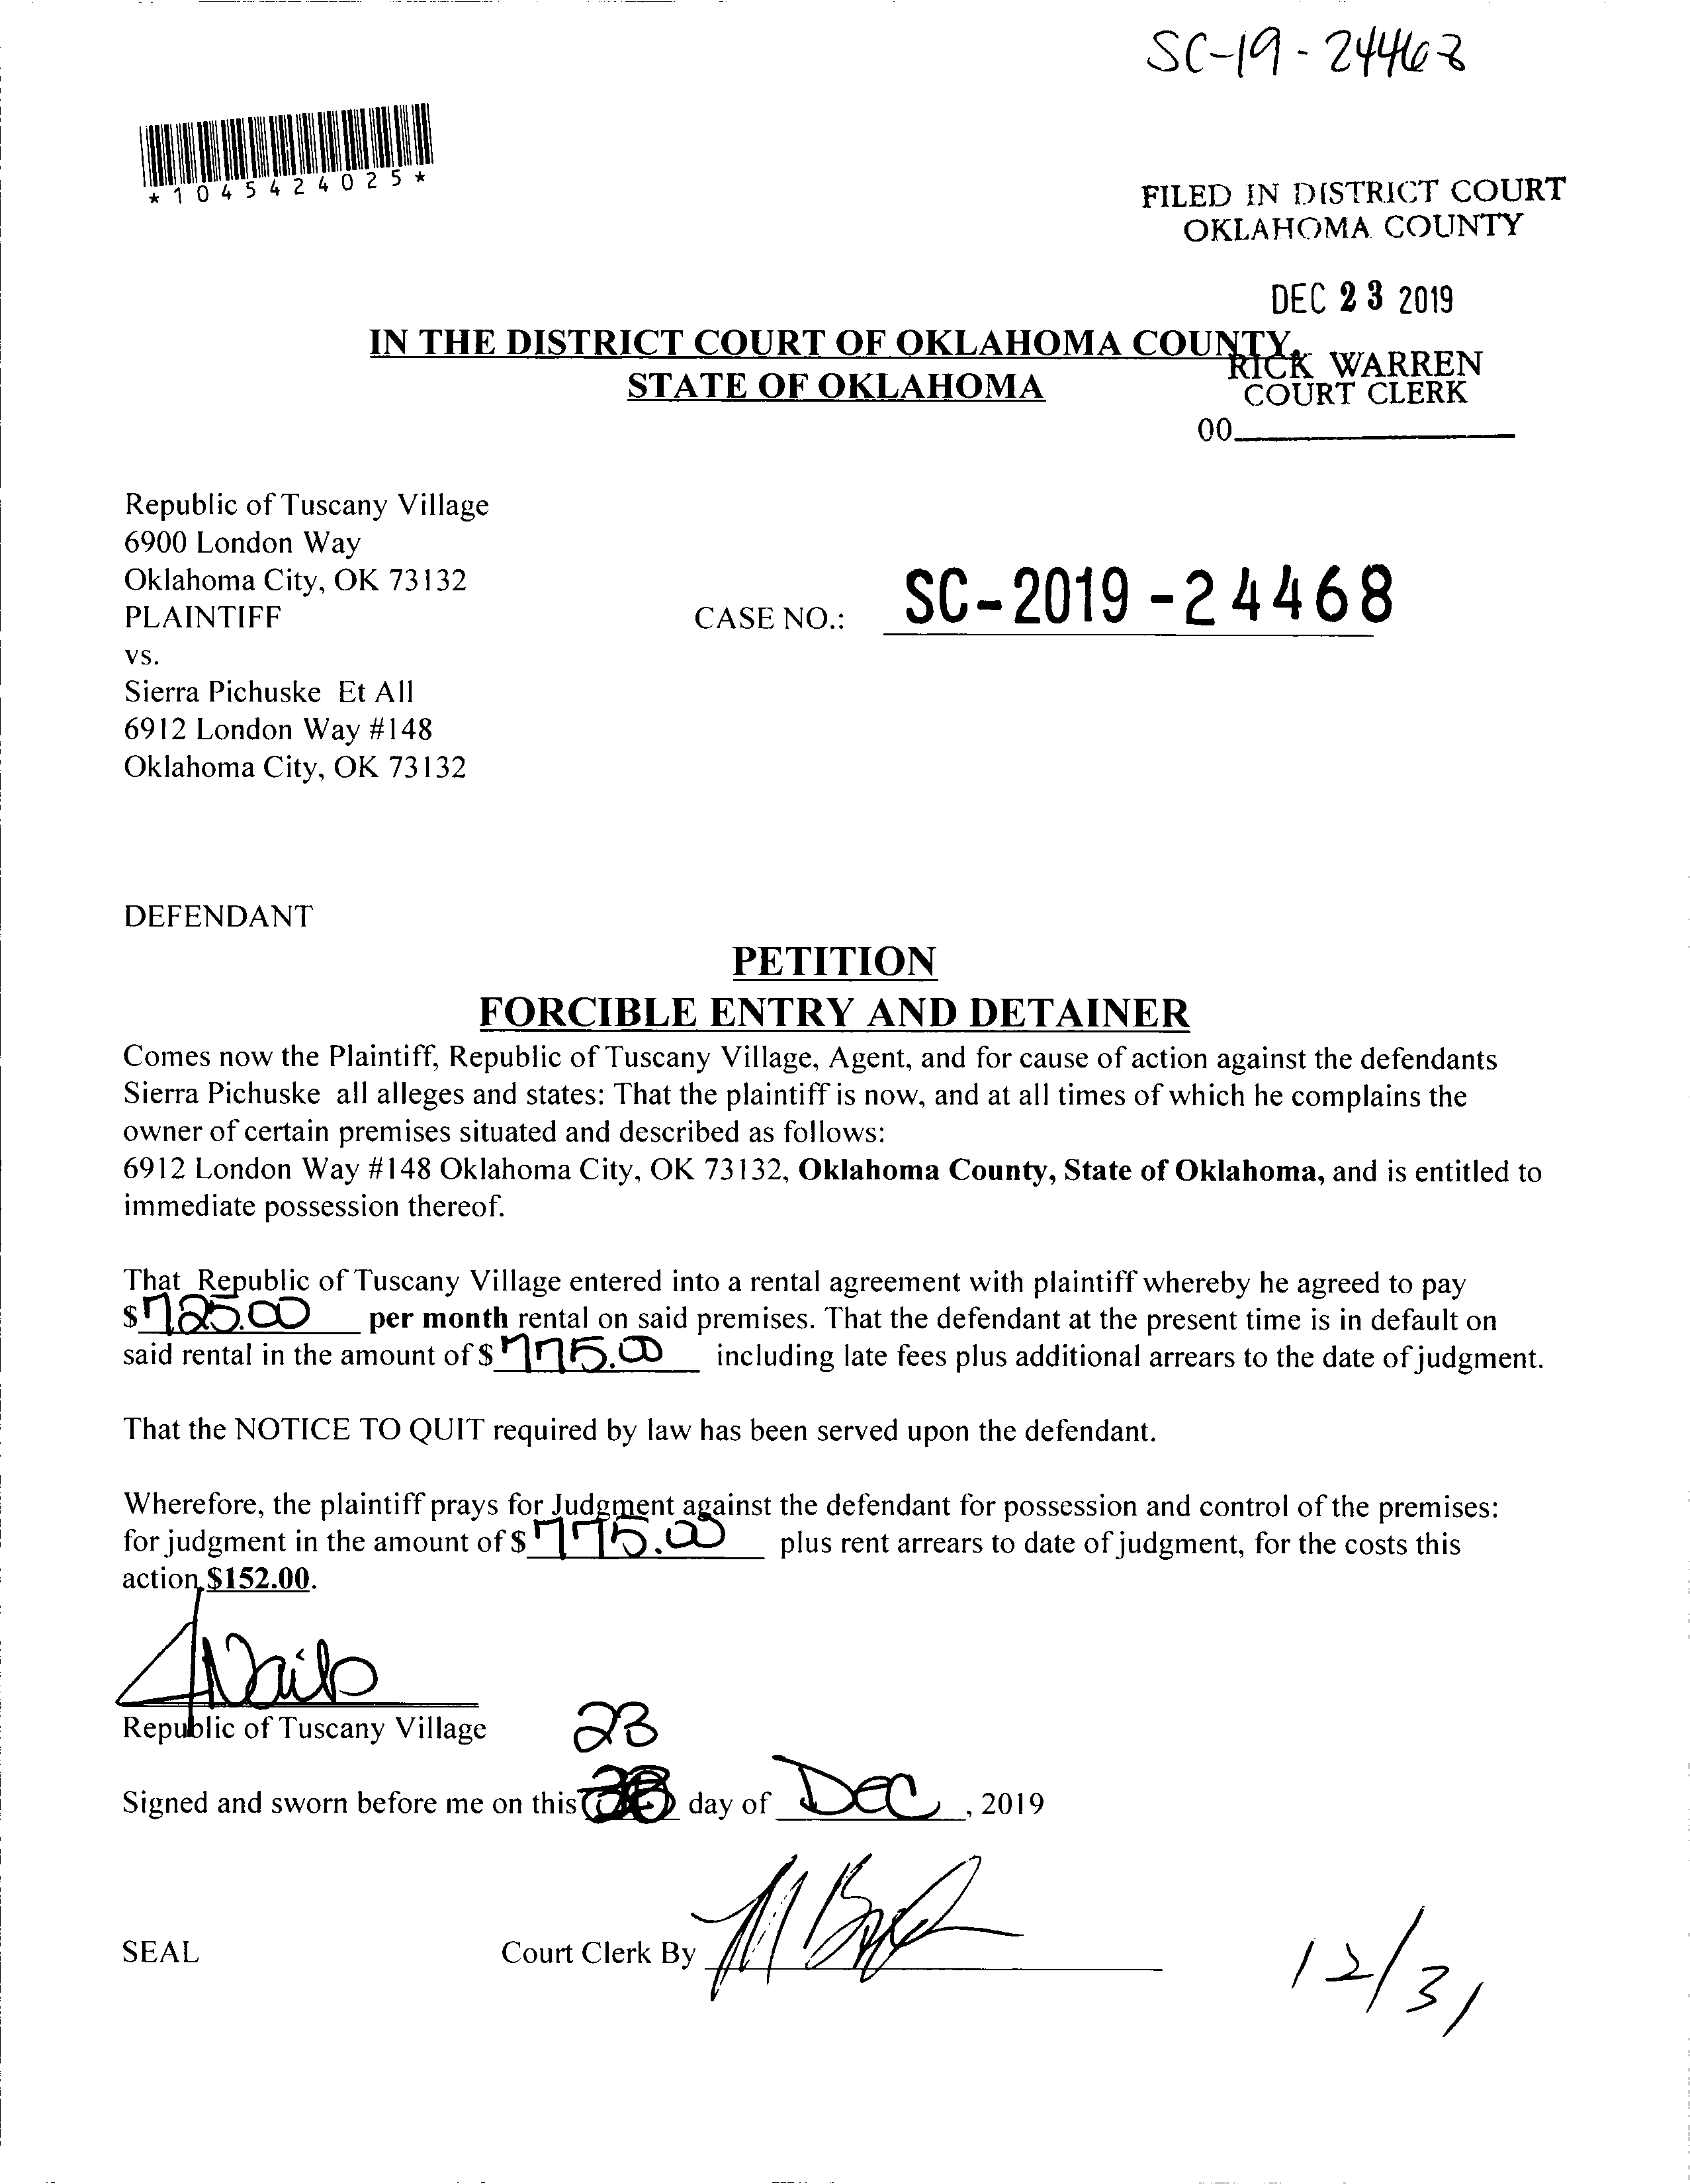 SC-19-24468
*1045424025*
FILED IN DISTRICT COURT
OKLAHOMA COUNTY
DEC 23 2019
IN THE DISTRICT COURT OF OKLAHOMA COUNTY,
STATE OF OKLAHOMA
RICK WARREN
COURT CLERK
00
Republic of Tuscany Village
6900 London Way
Oklahoma City, OK 73132
PLAINTIFF
CASE NO.: SC-2019-24468
vs.
Sierra Pichuske Et All
6912 London Way #148
Oklahoma City, OK 73132
DEFENDANT
PETITION
FORCIBLE ENTRY AND DETAINER
Comes now the Plaintiff, Republic of Tuscany Village, Agent, and for cause of action against the defendants
Sierra Pichuske all alleges and states: That the plaintiff is now, and at all times of which he complains the
owner of certain premises situated and described as follows:
6912 London Way #148 Oklahoma City, OK 73132, Oklahoma County, State of Oklahoma, and is entitled to
immediate possession thereof.
That Republic of Tuscany Village entered into a rental agreement with plaintiff whereby he agreed to pay
$725.00 per month rental on said premises. That the defendant at the present time is in default on
said rental in the amount of $775.00 including late fees plus additional arrears to the date of judgment.
That the NOTICE TO QUIT required by law has been served upon the defendant.
Wherefore, the plaintiff prays for Judgment against the defendant for possession and control of the premises:
for judgment in the amount of $775.00 plus rent arrears to date of judgment, for the costs this
action $152.00.
Republic of Tuscany Village
23
Signed and sworn before me on this day of Dec, 2019
SEAL
Court Clerk By
12/31